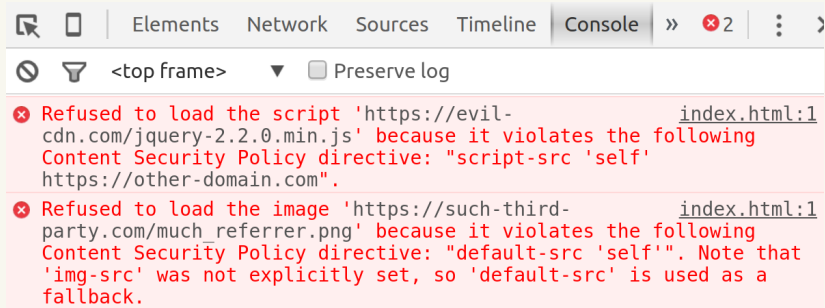 Elements Network Sources Timeline Console » 2
<top frame> ▼ Preserve log
Refused to load the script 'https://evil- index.html:1
cdn.com/jquery-2.2.0.min.js' because it violates the following
Content Security Policy directive: "script-src 'self'
https://other-domain.com".
Refused to load the image 'https://such-third- index.html:1
party.com/much_referrer.png' because it violates the following
Content Security Policy directive: "default-src 'self'". Note that
'img-src' was not explicitly set, so 'default-src' is used as a
fallback.